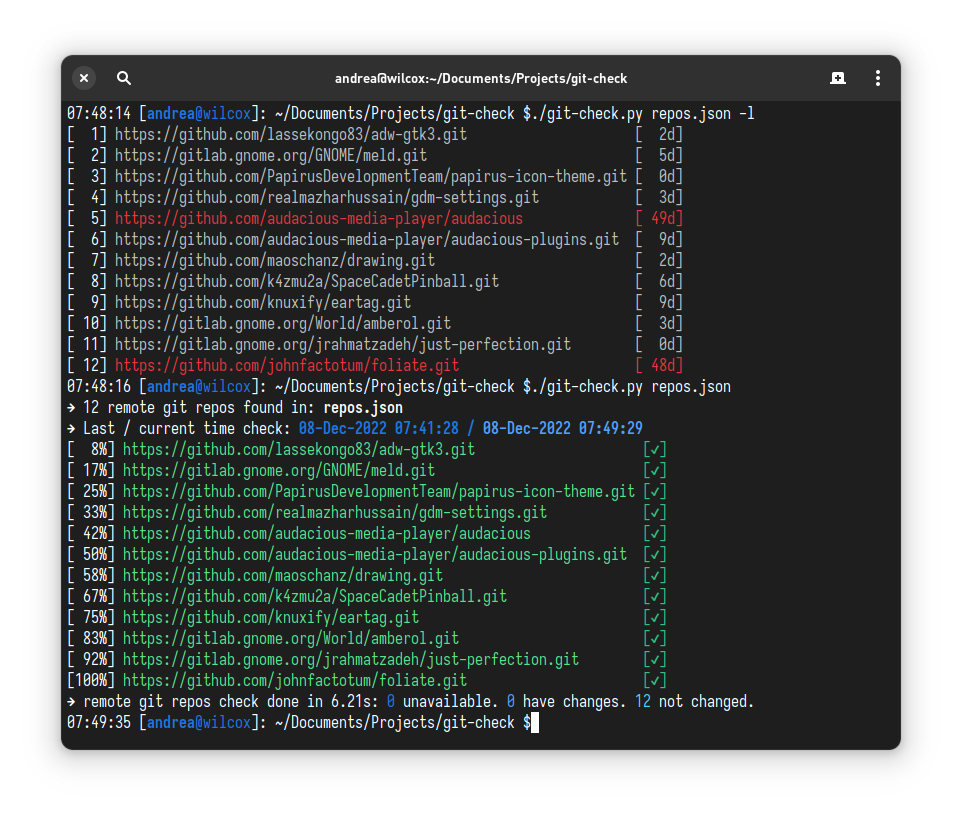 andrea@wilcox:~/Documents/Projects/git-check
07:48:14 [andrea@wilcox]: ~/Documents/Projects/git-check $./git-check.py repos.json -l
[  1] https://github.com/lassekongo83/adw-gtk3.git [  2d]
[  2] https://gitlab.gnome.org/GNOME/meld.git [  5d]
[  3] https://github.com/PapirusDevelopmentTeam/papirus-icon-theme.git [  0d]
[  4] https://github.com/realmazharhussain/gdm-settings.git [  3d]
[  5] https://github.com/audacious-media-player/audacious [ 49d]
[  6] https://github.com/audacious-media-player/audacious-plugins.git [  9d]
[  7] https://github.com/maoschanz/drawing.git [  2d]
[  8] https://github.com/k4zmu2a/SpaceCadetPinball.git [  6d]
[  9] https://github.com/knuxify/eartag.git [  9d]
[ 10] https://gitlab.gnome.org/World/amberol.git [  3d]
[ 11] https://gitlab.gnome.org/jrahmatzadeh/just-perfection.git [  0d]
[ 12] https://github.com/johnfactotum/foliate.git [ 48d]
07:48:16 [andrea@wilcox]: ~/Documents/Projects/git-check $./git-check.py repos.json
→ 12 remote git repos found in: repos.json
→ Last / current time check: 08-Dec-2022 07:41:28 / 08-Dec-2022 07:49:29
[  8%] https://github.com/lassekongo83/adw-gtk3.git [✓]
[ 17%] https://gitlab.gnome.org/GNOME/meld.git [✓]
[ 25%] https://github.com/PapirusDevelopmentTeam/papirus-icon-theme.git [✓]
[ 33%] https://github.com/realmazharhussain/gdm-settings.git [✓]
[ 42%] https://github.com/audacious-media-player/audacious [✓]
[ 50%] https://github.com/audacious-media-player/audacious-plugins.git [✓]
[ 58%] https://github.com/maoschanz/drawing.git [✓]
[ 67%] https://github.com/k4zmu2a/SpaceCadetPinball.git [✓]
[ 75%] https://github.com/knuxify/eartag.git [✓]
[ 83%] https://gitlab.gnome.org/World/amberol.git [✓]
[ 92%] https://gitlab.gnome.org/jrahmatzadeh/just-perfection.git [✓]
[100%] https://github.com/johnfactotum/foliate.git [✓]
→ remote git repos check done in 6.21s: 0 unavailable. 0 have changes. 12 not changed.
07:49:35 [andrea@wilcox]: ~/Documents/Projects/git-check $